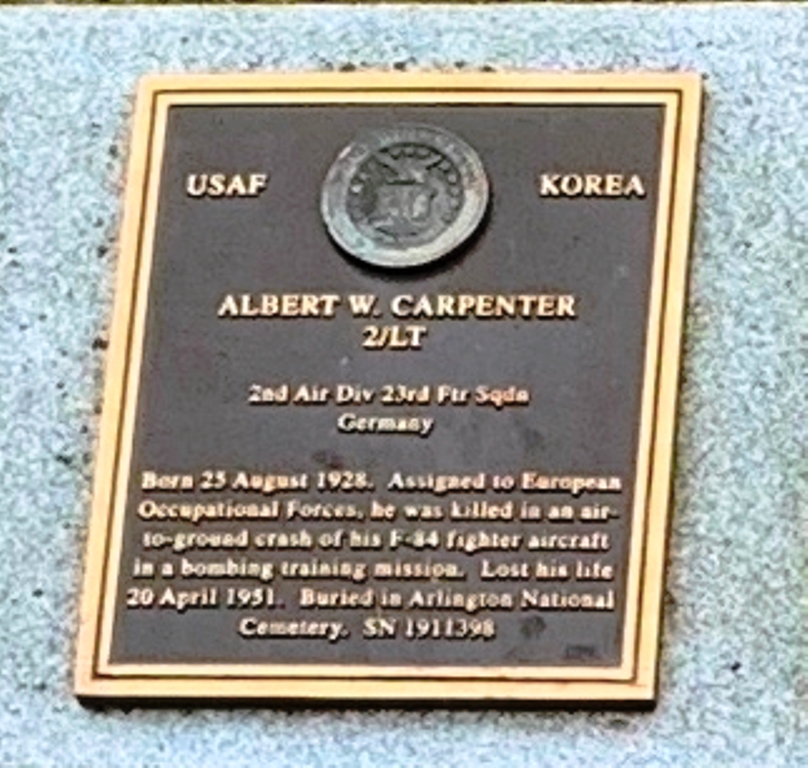 USAF KOREA
ALBERT W. CARPENTER
2/LT
2nd Air Div 23rd Ftr Sqdn
Germany
Born 25 August 1928. Assigned to European
Occupational Forces, he was killed in an air-
to-ground crash of his F-84 fighter aircraft
in a bombing training mission. Lost his life
20 April 1951. Buried in Arlington National
Cemetery. SN 1911398